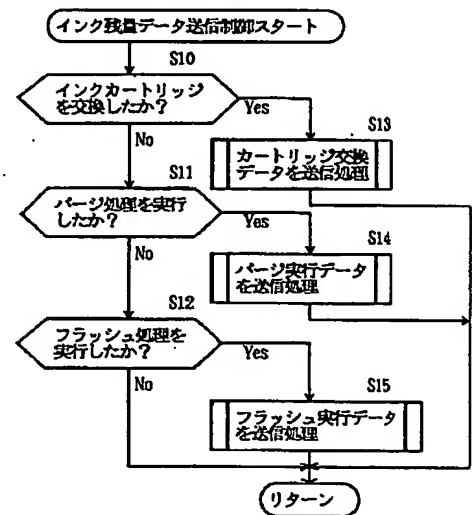 インク残量データ送信制御スタート
S10
インクカートリッジ
を交換したか?
Yes
No
S13
カートリッジ交換
データを送信処理
S11
パージ処理を実行
したか?
Yes
No
S14
パージ実行データ
を送信処理
S12
フラッシュ処理を
実行したか?
Yes
No
S15
フラッシュ実行データ
を送信処理
リターン